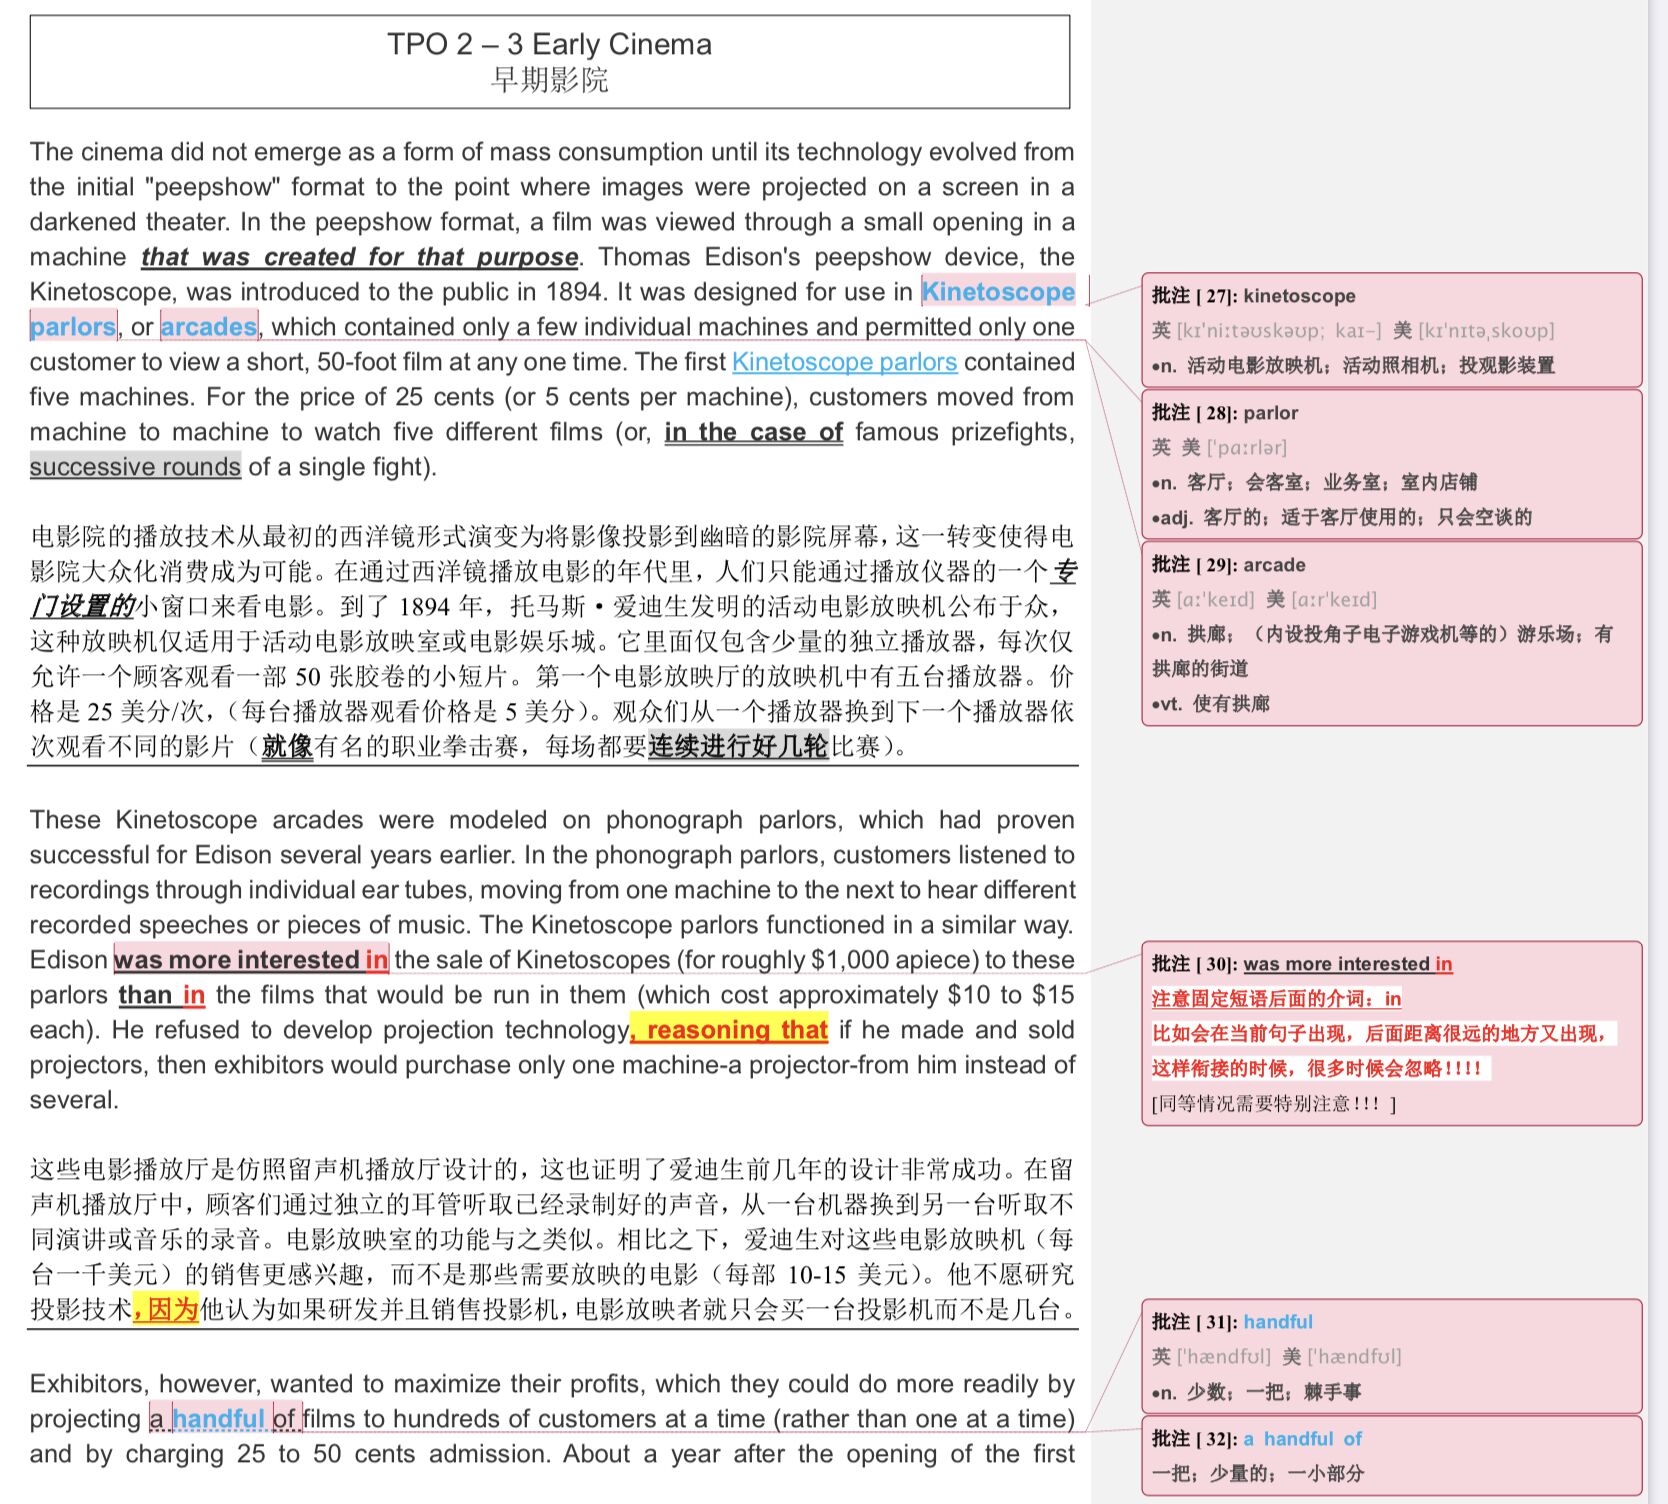 TPO 2 – 3 Early Cinema
早期影院
The cinema did not emerge as a form of mass consumption until its technology evolved from
the initial "peepshow" format to the point where images were projected on a screen in a
darkened theater. In the peepshow format, a film was viewed through a small opening in a
machine that was created for that purpose. Thomas Edison's peepshow device, the
Kinetoscope, was introduced to the public in 1894. It was designed for use in Kinetoscope
parlors, or arcades, which contained only a few individual machines and permitted only one
customer to view a short, 50-foot film at any one time. The first Kinetoscope parlors contained
five machines. For the price of 25 cents (or 5 cents per machine), customers moved from
machine to machine to watch five different films (or, in the case of famous prizefights,
successive rounds of a single fight).
电影院的播放技术从最初的西洋镜形式演变为将影像投影到幽暗的影院屏幕，这一转变使得电
影院大众化消费成为可能。在通过西洋镜播放电影的年代里，人们只能通过播放仪器的一个专
门设置的小窗口来看电影。到了 1894 年，托马斯•爱迪生发明的活动电影放映机公布于众，
这种放映机仅适用于活动电影放映室或电影娱乐城。它里面仅包含少量的独立播放器，每次仅
允许一个顾客观看一部 50 张胶卷的小短片。第一个电影放映厅的放映机中有五台播放器。价
格是 25 美分/次，（每台播放器观看价格是 5 美分）。观众们从一个播放器换到下一个播放器依
次观看不同的影片（就像有名的职业拳击赛，每场都要连续进行好几轮比赛）。
These Kinetoscope arcades were modeled on phonograph parlors, which had proven
successful for Edison several years earlier. In the phonograph parlors, customers listened to
recordings through individual ear tubes, moving from one machine to the next to hear different
recorded speeches or pieces of music. The Kinetoscope parlors functioned in a similar way.
Edison was more interested in the sale of Kinetoscopes (for roughly $1,000 apiece) to these
parlors than in the films that would be run in them (which cost approximately $10 to $15
each). He refused to develop projection technology, reasoning that if he made and sold
projectors, then exhibitors would purchase only one machine-a projector-from him instead of
several.
这些电影播放厅是仿照留声机播放厅设计的，这也证明了爱迪生前几年的设计非常成功。在留
声机播放厅中，顾客们通过独立的耳管听取已经录制好的声音，从一台机器换到另一台听取不
同演讲或音乐的录音。电影放映室的功能与之类似。相比之下，爱迪生对这些电影放映机（每
台一千美元）的销售更感兴趣，而不是那些需要放映的电影（每部 10-15 美元）。他不愿研究
投影技术，因为他认为如果研发并且销售投影机，电影放映者就只会买一台投影机而不是几台。
Exhibitors, however, wanted to maximize their profits, which they could do more readily by
projecting a handful of films to hundreds of customers at a time (rather than one at a time)
and by charging 25 to 50 cents admission. About a year after the opening of the first
批注 [ 27]: kinetoscope
英 [kɪ'niːtəʊskəʊp; kaɪ-] 美 [kɪ'nɪtəˌskoʊp]
•n. 活动电影放映机；活动照相机；投观影装置
批注 [ 28]: parlor
英 美 ['pɑːrlər]
•n. 客厅；会客室；业务室；室内店铺
•adj. 客厅的；适于客厅使用的；只会空谈的
批注 [ 29]: arcade
英 [ɑː'keɪd] 美 [ɑːr'keɪd]
•n. 拱廊；（内设投角子电子游戏机等的）游乐场；有
拱廊的街道
•vt. 使有拱廊
批注 [ 30]: was more interested in
注意固定短语后面的介词：in
比如会在当前句子出现，后面距离很远的地方又出现，
这样衔接的时候，很多时候会忽略！！！！
[同等情况需要特别注意！！！ ]
批注 [ 31]: handful
英 ['hændfʊl] 美 ['hændfʊl]
•n. 少数；一把；棘手事
批注 [ 32]: a handful of
一把；少量的；一小部分